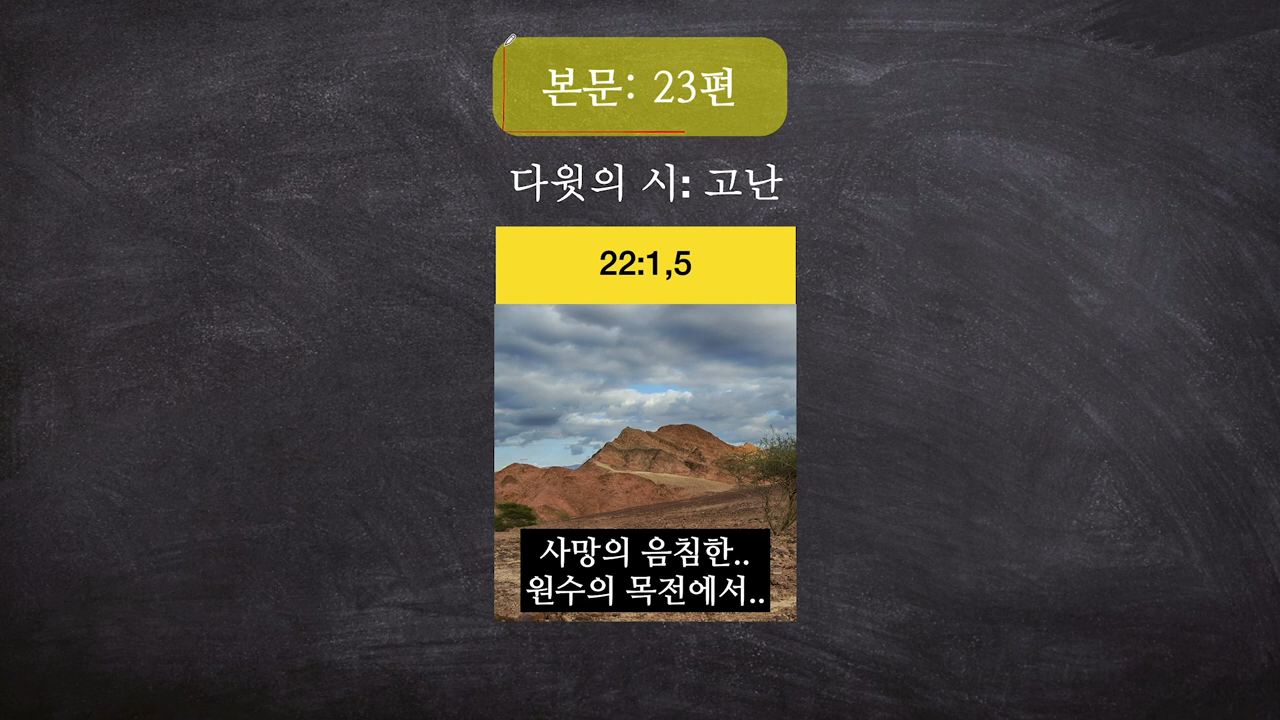 본문: 23편
다윗의 시: 고난
22:1,5
사망의 음침한..
원수의 목전에서..